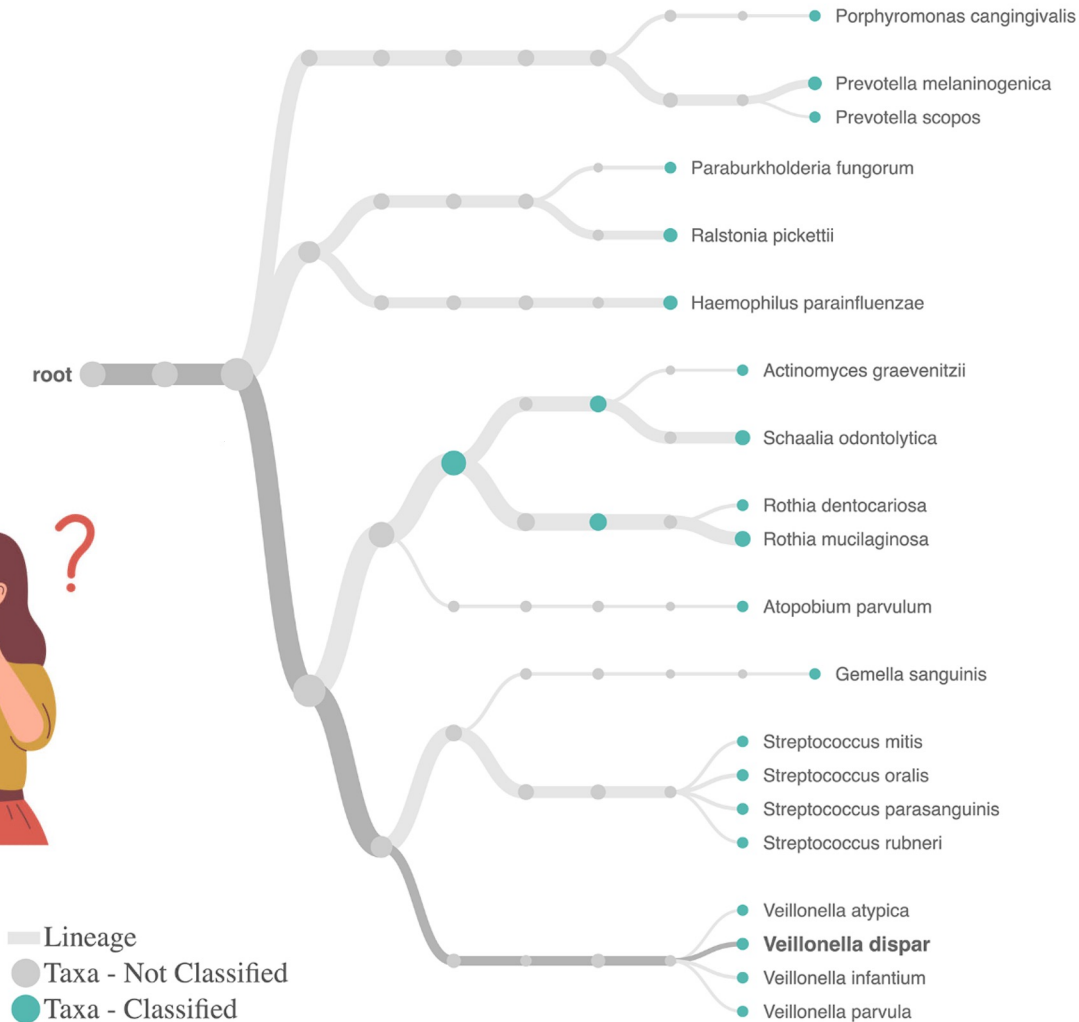 Porphyromonas cangingivalis
Prevotella melaninogenica
Prevotella scopos
Paraburkholderia fungorum
Ralstonia pickettii
Haemophilus parainfluenzae
root
Actinomyces graevenitzii
Schaalia odontolytica
Rothia dentocariosa
?
Rothia mucilaginosa
Atopobium parvulum
Gemella sanguinis
Streptococcus mitis
Streptococcus oralis
Streptococcus parasanguinis
Streptococcus rubneri
Veillonella atypica
Veillonella dispar
Veillonella infantium
Veillonella parvula
Lineage
Taxa - Not Classified
Taxa - Classified